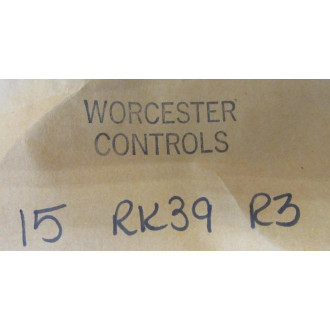 WORCESTER
CONTROLS
15 RK39 R3